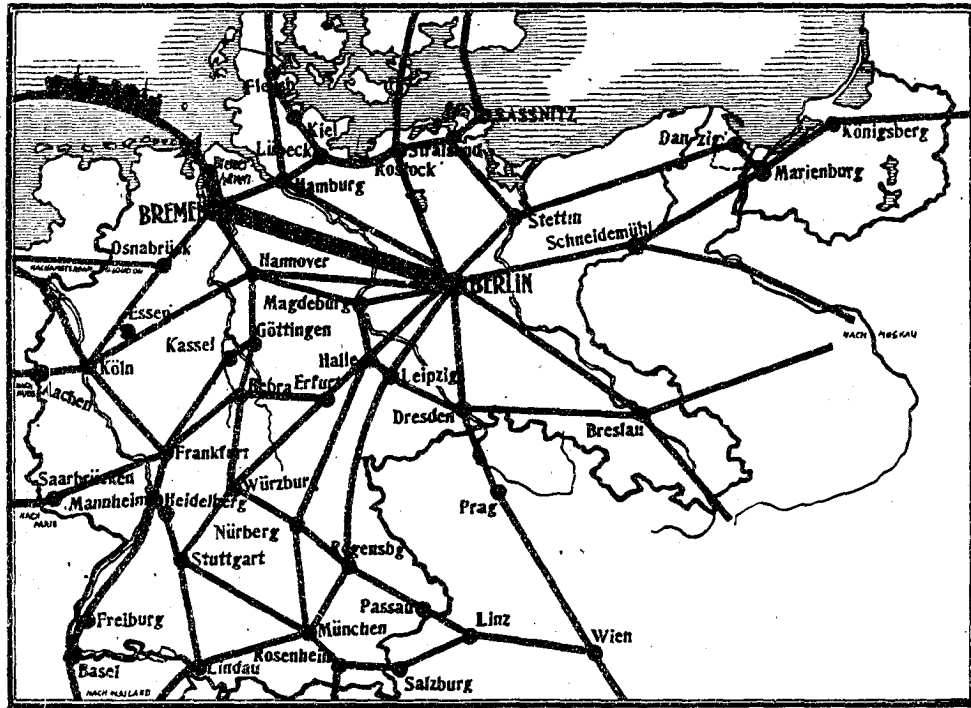 Flensb
Kiel
SASSNITZ
Königsberg
Danzig
Lübeck
Stralsund
Rostock
Marienburg
Hamburg
BREMEN
Stettin
Schneidemühl
Osnabrück
Hannover
BERLIN
Magdeburg
Essen
Göttingen
NACH MOSKAU
Kassel
Halle
Köln
Leipzig
Bebra
Erfurt
Aachen
Dresden
Breslau
Frankfurt
Saarbrücken
Würzburg
Mannheim
Heidelberg
Prag
NACH
PARIS
Nürberg
Regensbg
Stuttgart
Passau
Freiburg
München
Linz
Wien
Rosenheim
Basel
Lindau
Salzburg